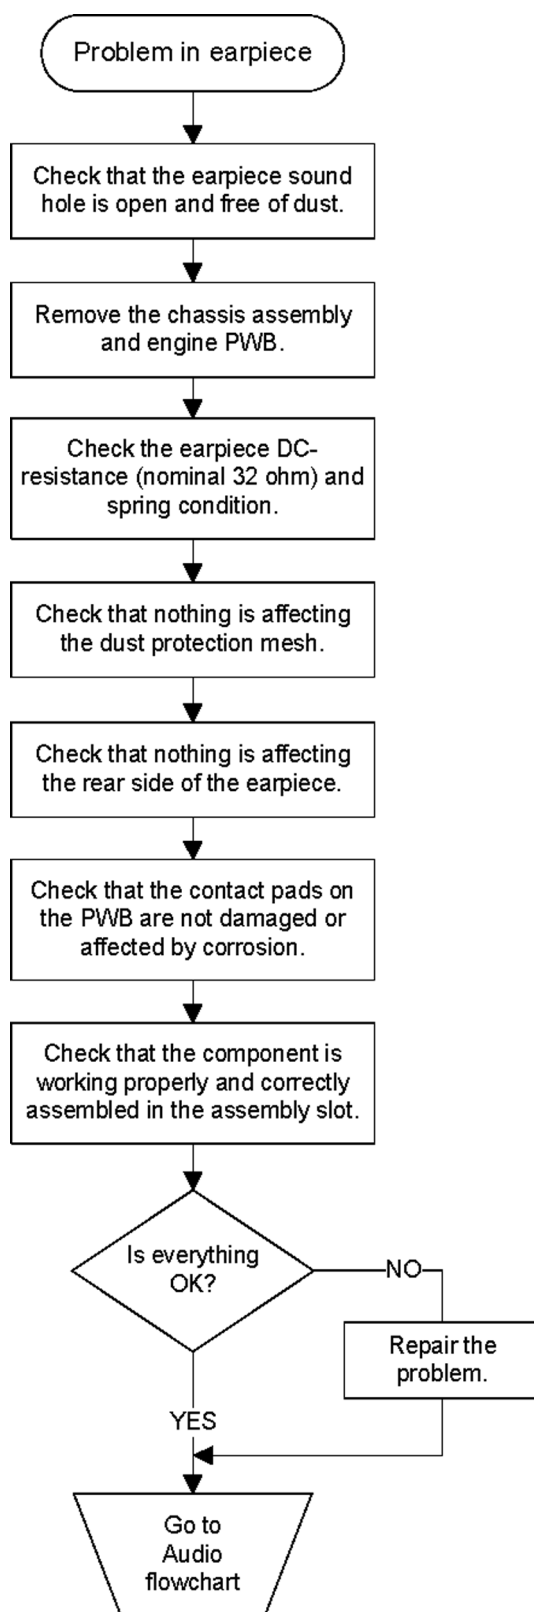 Problem in earpiece
Check that the earpiece sound
hole is open and free of dust.
Remove the chassis assembly
and engine PWB.
Check the earpiece DC-
resistance (nominal 32 ohm) and
spring condition.
Check that nothing is affecting
the dust protection mesh.
Check that nothing is affecting
the rear side of the earpiece.
Check that the contact pads on
the PWB are not damaged or
affected by corrosion.
Check that the component is
working properly and correctly
assembled in the assembly slot.
Is everything
OK?
NO
Repair the
problem.
YES
Go to
Audio
flowchart